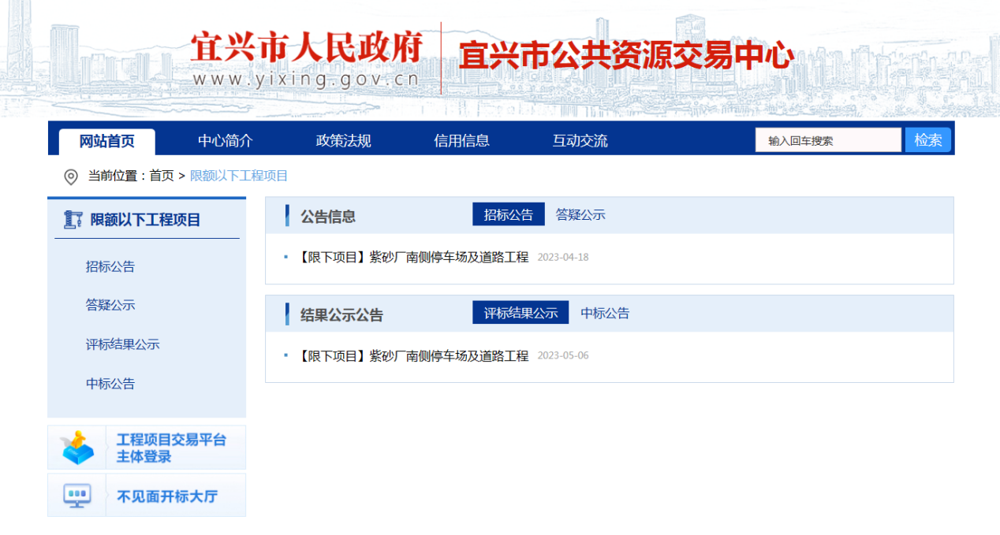 宜兴市人民政府
www.yixing.gov.cn
宜兴市公共资源交易中心
网站首页 中心简介 政策法规 信用信息 互动交流 输入回车搜索 检索
当前位置：首页 > 限额以下工程项目
限额以下工程项目
招标公告
答疑公示
评标结果公示
中标公告
工程项目交易平台
主体登录
不见面开标大厅
公告信息 招标公告 答疑公示
【限下项目】紫砂厂南侧停车场及道路工程 2023-04-18
结果公示公告 评标结果公示 中标公告
【限下项目】紫砂厂南侧停车场及道路工程 2023-05-06